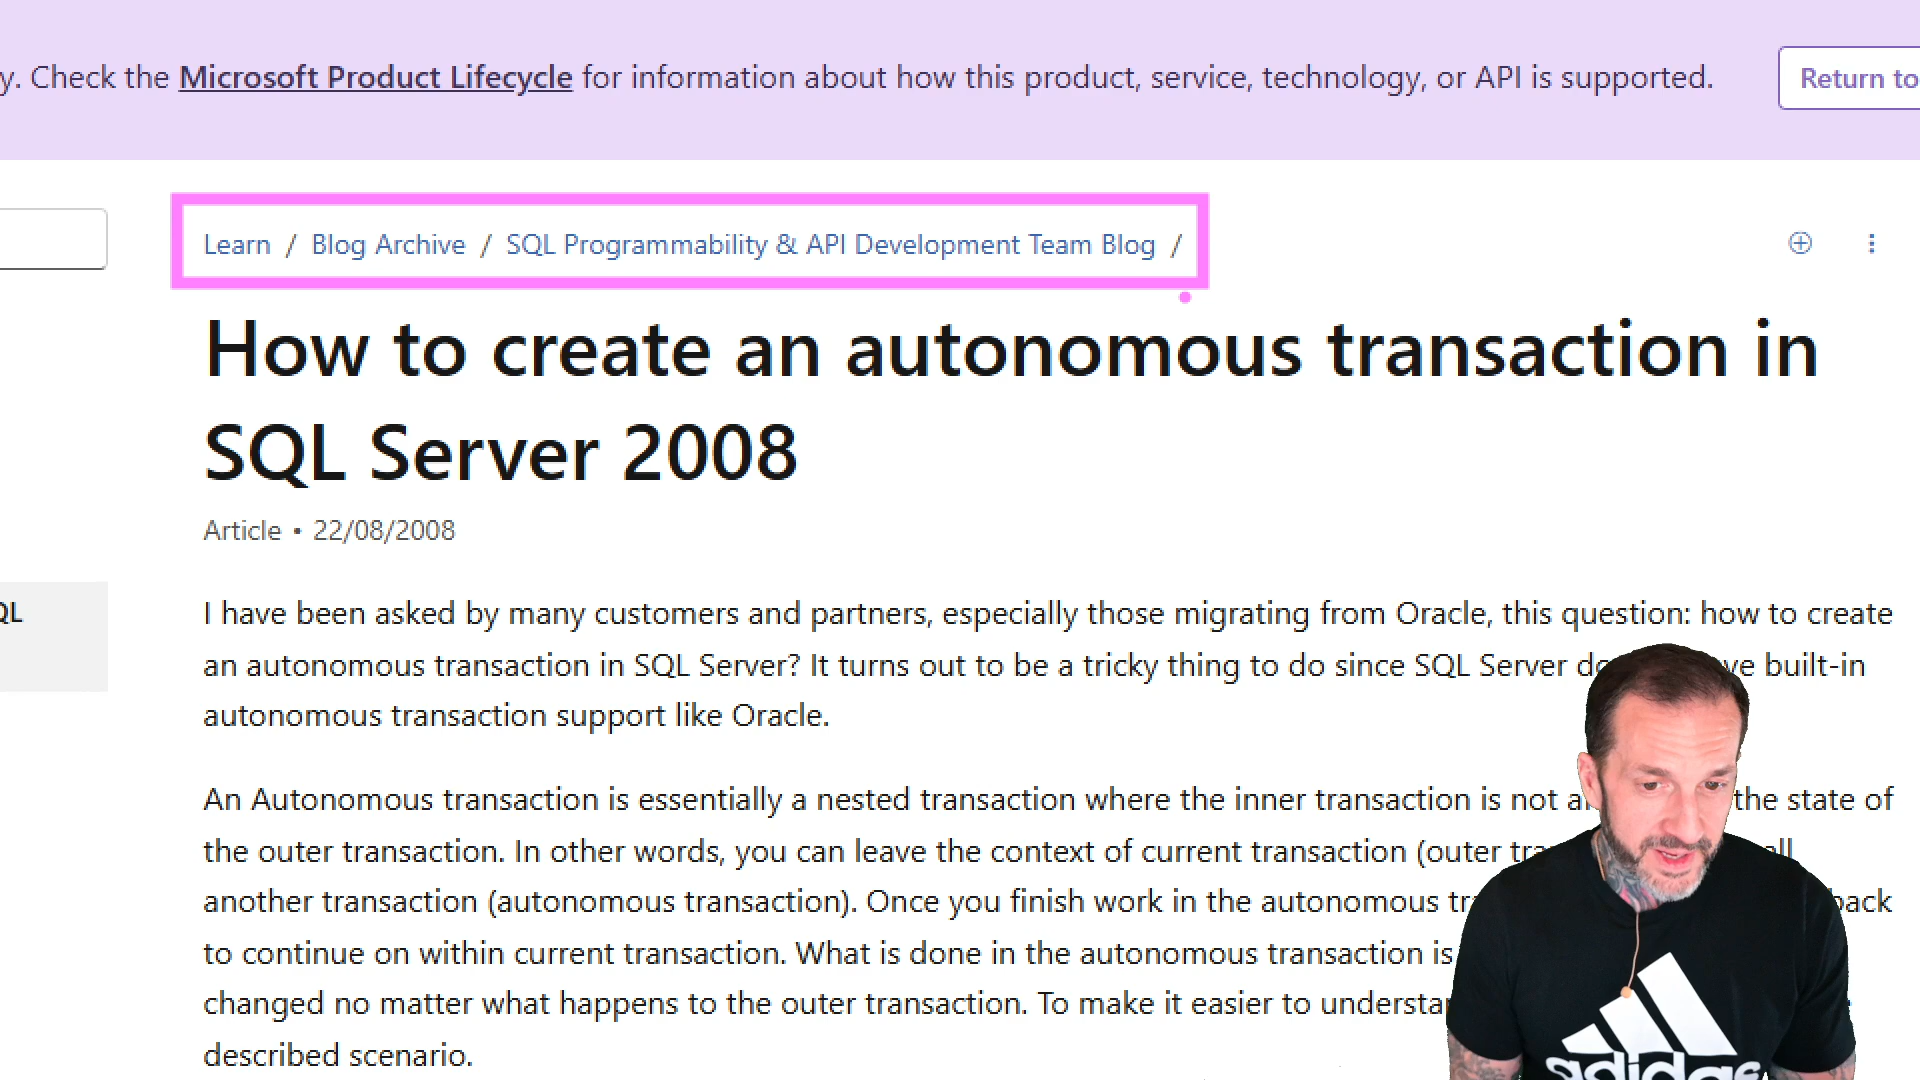 y. Check the Microsoft Product Lifecycle for information about how this product, service, technology, or API is supported.
Return to
Learn / Blog Archive / SQL Programmability & API Development Team Blog /
How to create an autonomous transaction in
SQL Server 2008
Article • 22/08/2008
QL
I have been asked by many customers and partners, especially those migrating from Oracle, this question: how to create
an autonomous transaction in SQL Server? It turns out to be a tricky thing to do since SQL Server built-in
autonomous transaction support like Oracle.
An Autonomous transaction is essentially a nested transaction where the inner transaction is not the state of
the outer transaction. In other words, you can leave the context of current transaction (outer
another transaction (autonomous transaction). Once you finish work in the autonomous back
to continue on within current transaction. What is done in the autonomous transaction is
changed no matter what happens to the outer transaction. To make it easier to
described scenario.
adidas